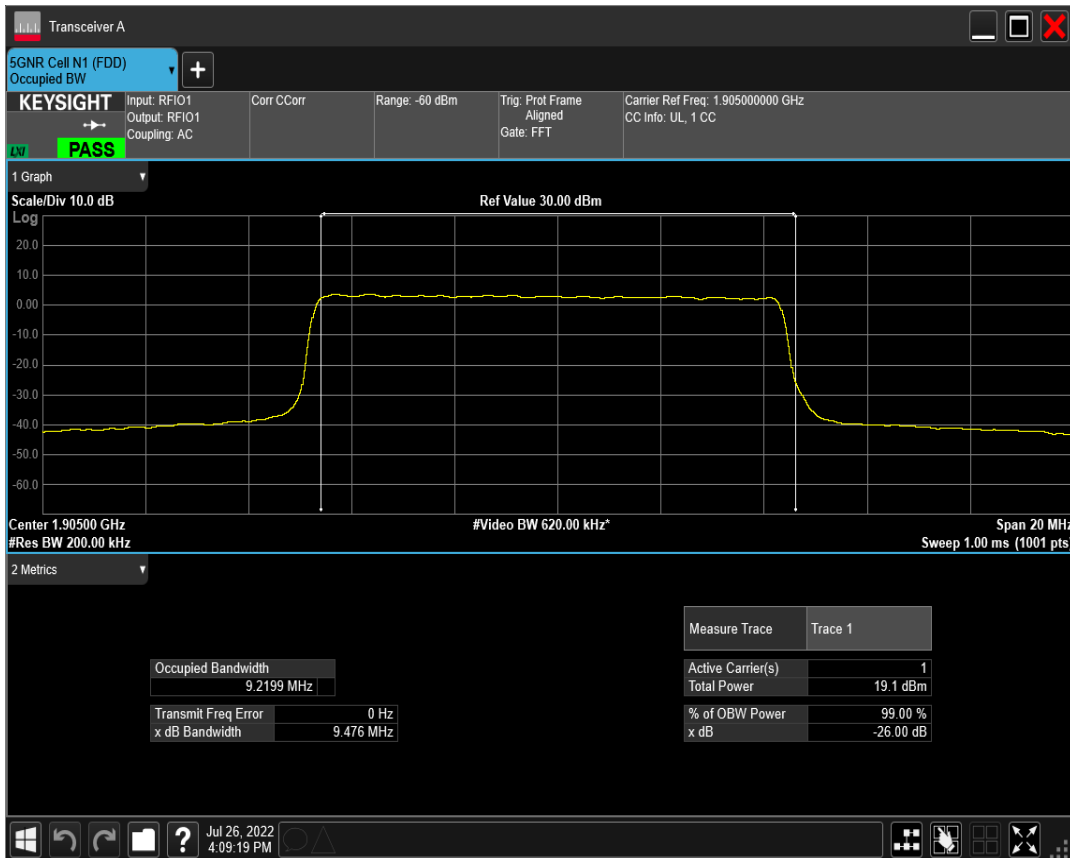 Transceiver A
5GNR Cell N1 (FDD)
Occupied BW
+
KEYSIGHT
Input: RFIO1
Output: RFIO1
Coupling: AC
LXI
PASS
Corr CCorr
Range: -60 dBm
Trig: Prot Frame
Aligned
Gate: FFT
Carrier Ref Freq: 1.905000000 GHz
CC Info: UL, 1 CC
1 Graph
Scale/Div 10.0 dB
Ref Value 30.00 dBm
Log
20.0
10.0
0.00
-10.0
-20.0
-30.0
-40.0
-50.0
-60.0
Center 1.90500 GHz
#Video BW 620.00 kHz*
Span 20 MHz
#Res BW 200.00 kHz
Sweep 1.00 ms (1001 pts)
2 Metrics
Measure Trace
Trace 1
Occupied Bandwidth
9.2199 MHz
Active Carrier(s)
1
Total Power
19.1 dBm
Transmit Freq Error
0 Hz
x dB Bandwidth
9.476 MHz
% of OBW Power
99.00 %
x dB
-26.00 dB
?
Jul 26, 2022
4:09:19 PM